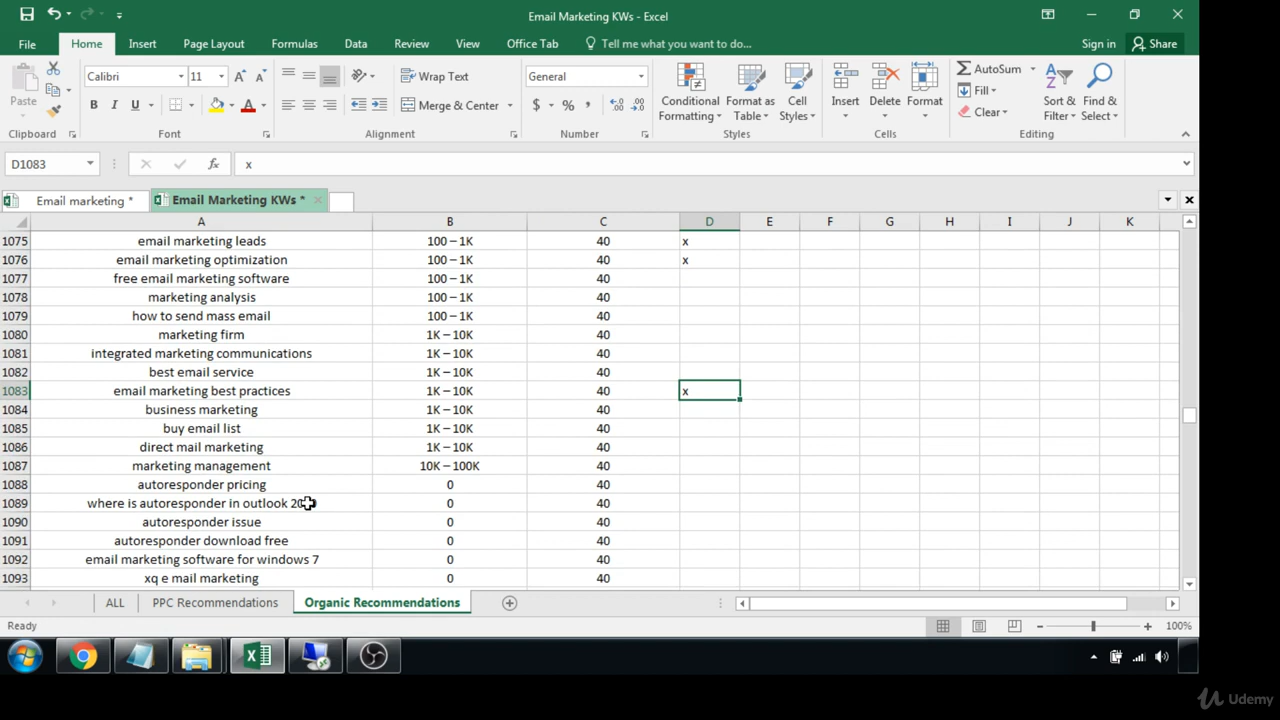 Email Marketing KWs - Excel
File Home Insert Page Layout Formulas Data Review View Office Tab Tell me what you want to do... Sign in Share
Paste
Calibri 11
B I U A
Wrap Text
Merge & Center
General
$ % ,
Conditional Formatting
Format as Table
Cell Styles
Insert Delete Format
AutoSum
Fill
Clear
Sort & Filter
Find & Select
Clipboard Font Alignment Number Styles Cells Editing
D1083 fx x
Email marketing * Email Marketing KWs *
A B C D E F G H I J K
1075 email marketing leads 100 – 1K 40 x
1076 email marketing optimization 100 – 1K 40 x
1077 free email marketing software 100 – 1K 40
1078 marketing analysis 100 – 1K 40
1079 how to send mass email 100 – 1K 40
1080 marketing firm 1K – 10K 40
1081 integrated marketing communications 1K – 10K 40
1082 best email service 1K – 10K 40
1083 email marketing best practices 1K – 10K 40 x
1084 business marketing 1K – 10K 40
1085 buy email list 1K – 10K 40
1086 direct mail marketing 1K – 10K 40
1087 marketing management 10K – 100K 40
1088 autoresponder pricing 0 40
1089 where is autoresponder in outlook 0 40
1090 autoresponder issue 0 40
1091 autoresponder download free 0 40
1092 email marketing software for windows 7 0 40
1093 xq e mail marketing 0 40
ALL PPC Recommendations Organic Recommendations
Ready 100%
Udemy